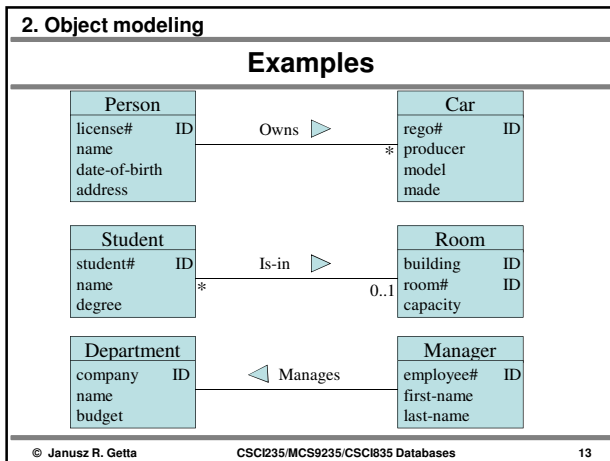 2. Object modeling
Examples
Person
license# ID
name
date-of-birth
address
Owns
*
Car
rego# ID
producer
model
made
Student
student# ID
name
degree
*
Is-in
0..1
Room
building ID
room# ID
capacity
Department
company ID
name
budget
Manages
Manager
employee# ID
first-name
last-name
© Janusz R. Getta CSCI235/MCS9235/CSCI835 Databases 13